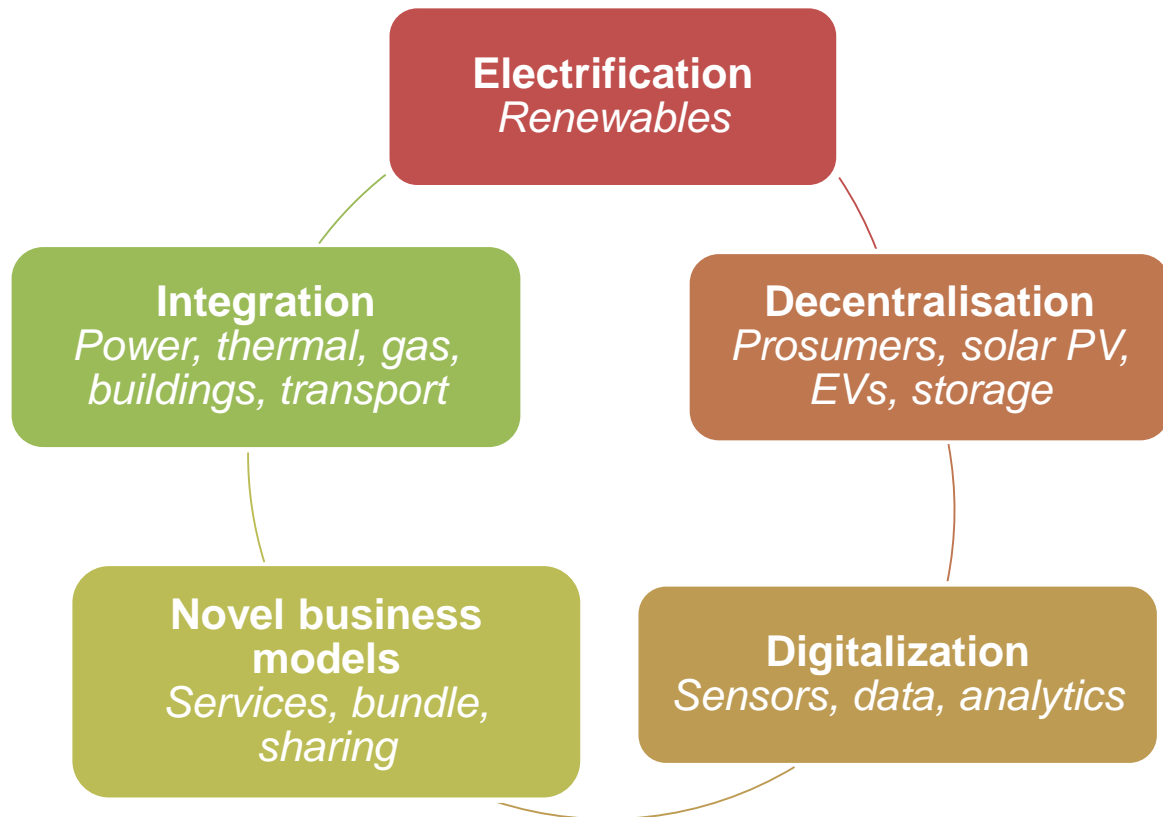 Electrification
Renewables
Integration
Power, thermal, gas,
buildings, transport
Decentralisation
Prosumers, solar PV,
EVs, storage
Novel business
models
Services, bundle,
sharing
Digitalization
Sensors, data, analytics